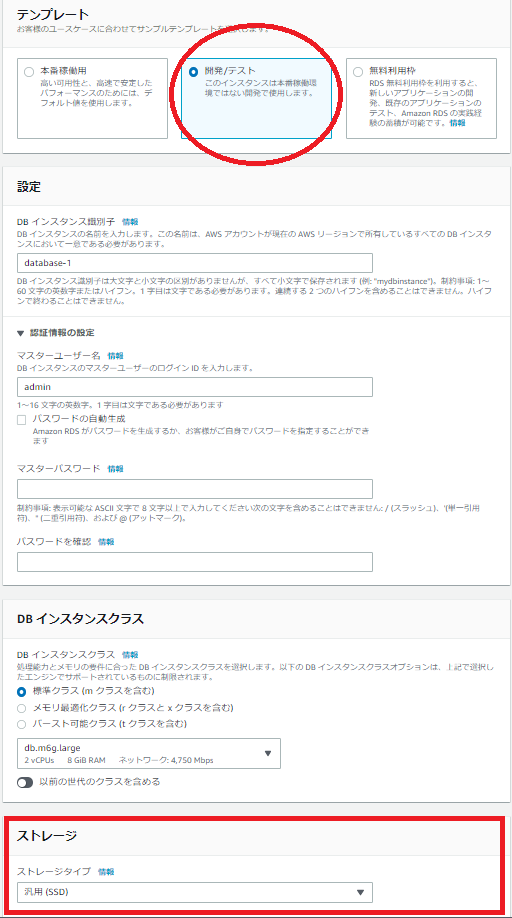 テンプレート
お客様のユースケースに合わせてサンプルテンプレートを選択します。
本番稼働用
高い可用性と、高速で安定した
パフォーマンスのためには、デ
フォルト値を使用します。
開発/テスト
このインスタンスは本番稼働環
境ではない開発で使用します。
無料利用枠
RDS 無料利用枠を利用すると、
新しいアプリケーションの開
発、既存のアプリケーションの
テスト、Amazon RDS の実践経
験の蓄積が可能です。情報
設定
DB インスタンス識別子 情報
DB インスタンスの名前を入力します。この名前は、AWS アカウントが現在の AWS リージョンで所有しているすべての DB インスタ
ンスにおいて一意である必要があります。
database-1
DB インスタンス識別子は大文字と小文字の区別がありませんが、すべて小文字で保存されます (例: "mydbinstance")。制約事項: 1～
60 文字の英数字またはハイフン。1 字目は文字である必要があります。連続する 2 つのハイフンを含めることはできません。ハイフ
ンで終わることはできません。
▼ 認証情報の設定
マスターユーザー名 情報
DB インスタンスのマスターユーザーのログイン ID を入力します。
admin
1～16 文字の英数字。1 字目は文字である必要があります
パスワードの自動生成
Amazon RDS がパスワードを生成するか、お客様がご自身でパスワードを指定することができ
ます
マスターパスワード 情報
制約事項: 表示可能な ASCII 文字で 8 文字以上で入力してください次の文字を含めることはできません: / (スラッシュ)、'(単一引用
符)、" (二重引用符)、および @ (アットマーク)。
パスワードを確認 情報
DB インスタンスクラス
DB インスタンスクラス 情報
処理能力とメモリの要件に合った DB インスタンスクラスを選択します。以下の DB インスタンスクラスオプションは、上記で選択し
たエンジンでサポートされているものに制限されます。
標準クラス (m クラスを含む)
メモリ最適化クラス (r クラスと x クラスを含む)
バースト可能クラス (t クラスを含む)
db.m6g.large
2 vCPUs 8 GiB RAM ネットワーク: 4,750 Mbps
以前の世代のクラスを含める
ストレージ
ストレージタイプ 情報
汎用 (SSD)